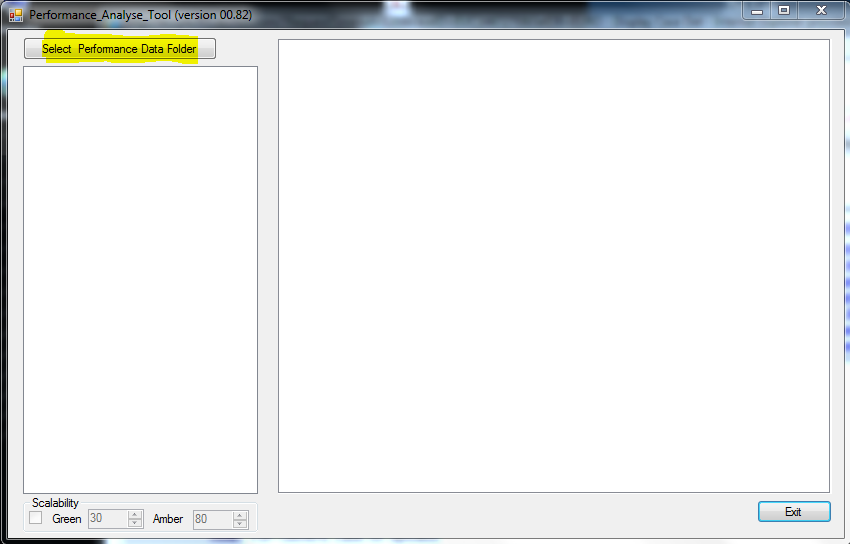 Performance_Analyse_Tool (version 00.82)
Select Performance Data Folder
Scalability
Green 30 Amber 80
Exit